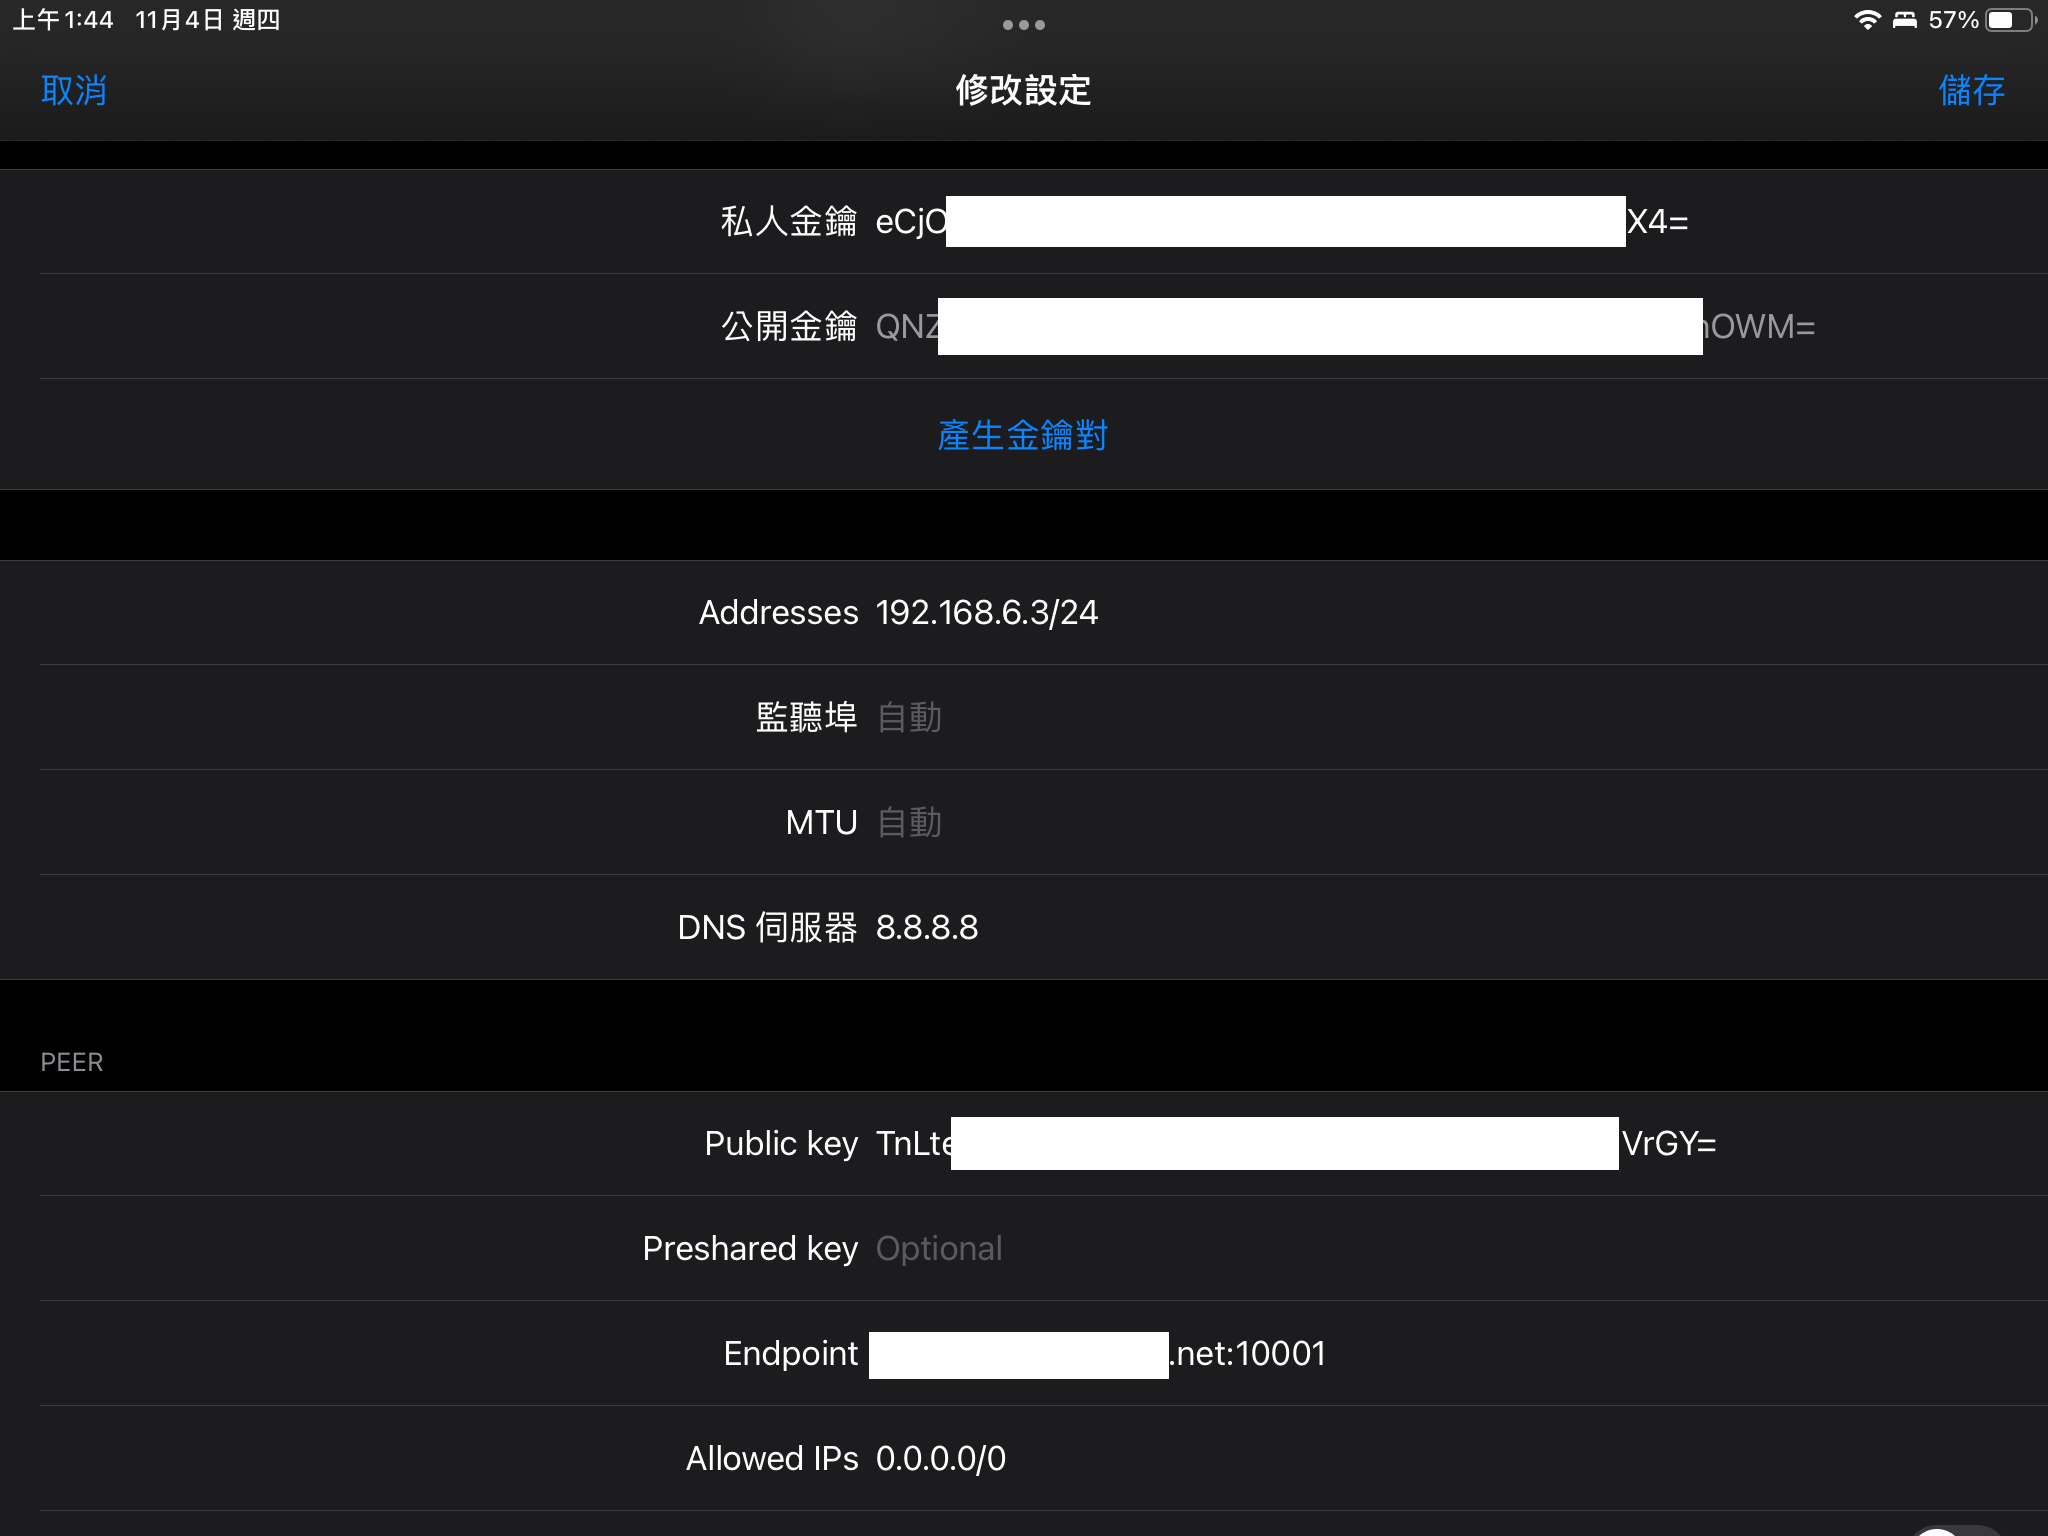 上午1:44 11月4日 週四
57%
取消
修改設定
儲存
私人金鑰 eCjO X4=
公開金鑰 QNZ OWM=
產生金鑰對
Addresses 192.168.6.3/24
監聽埠 自動
MTU 自動
DNS 伺服器 8.8.8.8
PEER
Public key TnLte VrGY=
Preshared key Optional
Endpoint .net:10001
Allowed IPs 0.0.0.0/0